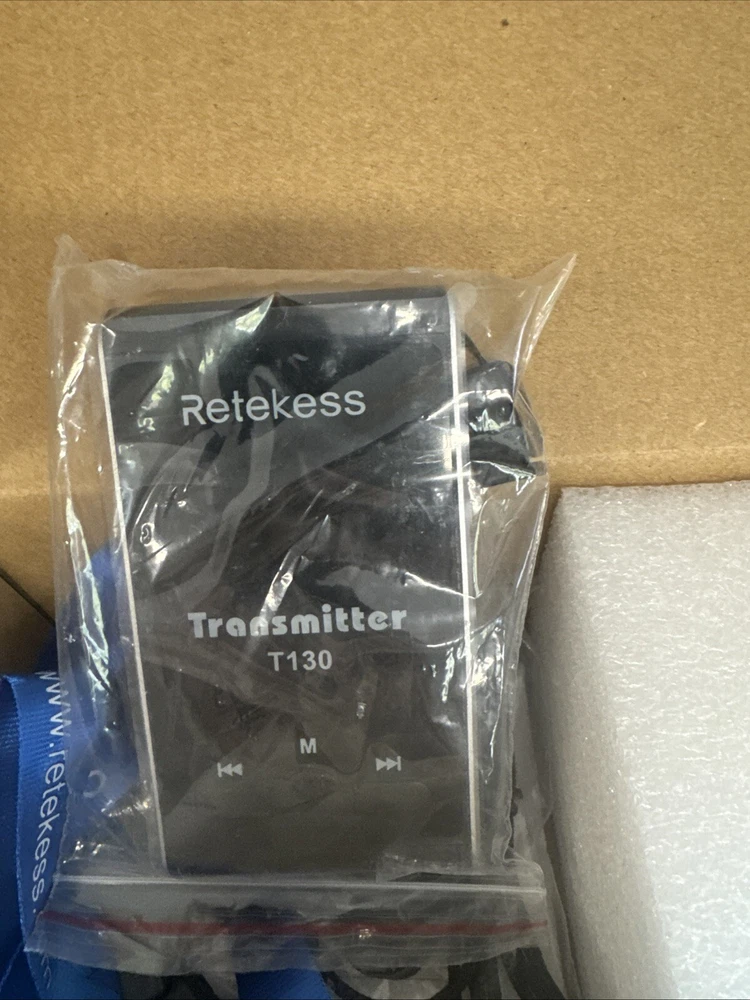 Retekess
Transmitter
T130
M
www.retekess.